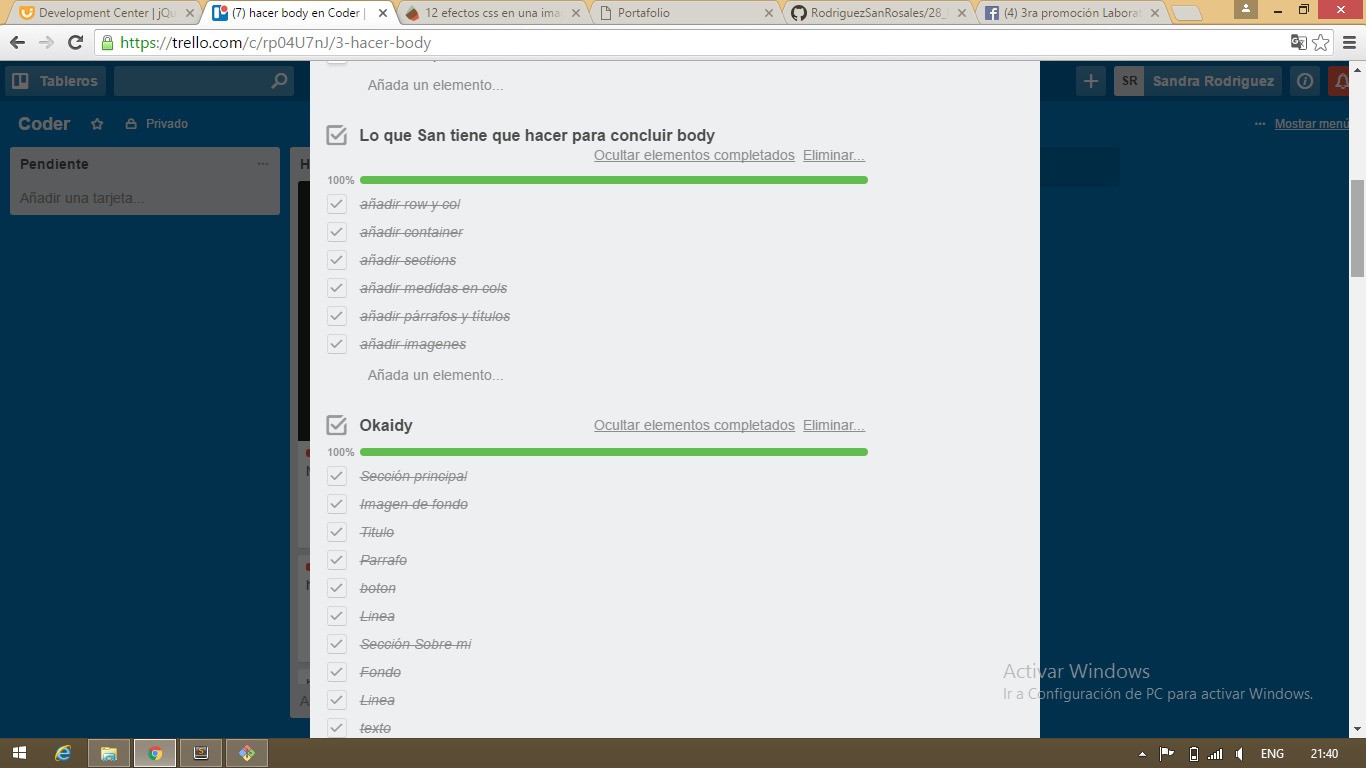 Development Center | jQu
(7) hacer body en Coder |
12 efectos css en una ima
Portafolio
RodriguezSanRosales/28_
(4) 3ra promoción Laborat
https://trello.com/c/rp04U7nJ/3-hacer-body
Tableros
SR Sandra Rodriguez
Añada un elemento...
Coder Privado
Mostrar menú
Pendiente
Añadir una tarjeta...
H
Lo que San tiene que hacer para concluir body
Ocultar elementos completados Eliminar...
100%
añadir row y col
añadir container
añadir sections
añadir medidas en cols
añadir párrafos y títulos
añadir imagenes
Añada un elemento...
Okaidy Ocultar elementos completados Eliminar...
100%
Sección principal
Imagen de fondo
Titulo
Parrafo
boton
Linea
Sección Sobre mi
Fondo
Linea
texto
Activar Windows
Ir a Configuración de PC para activar Windows.
ENG 21:40